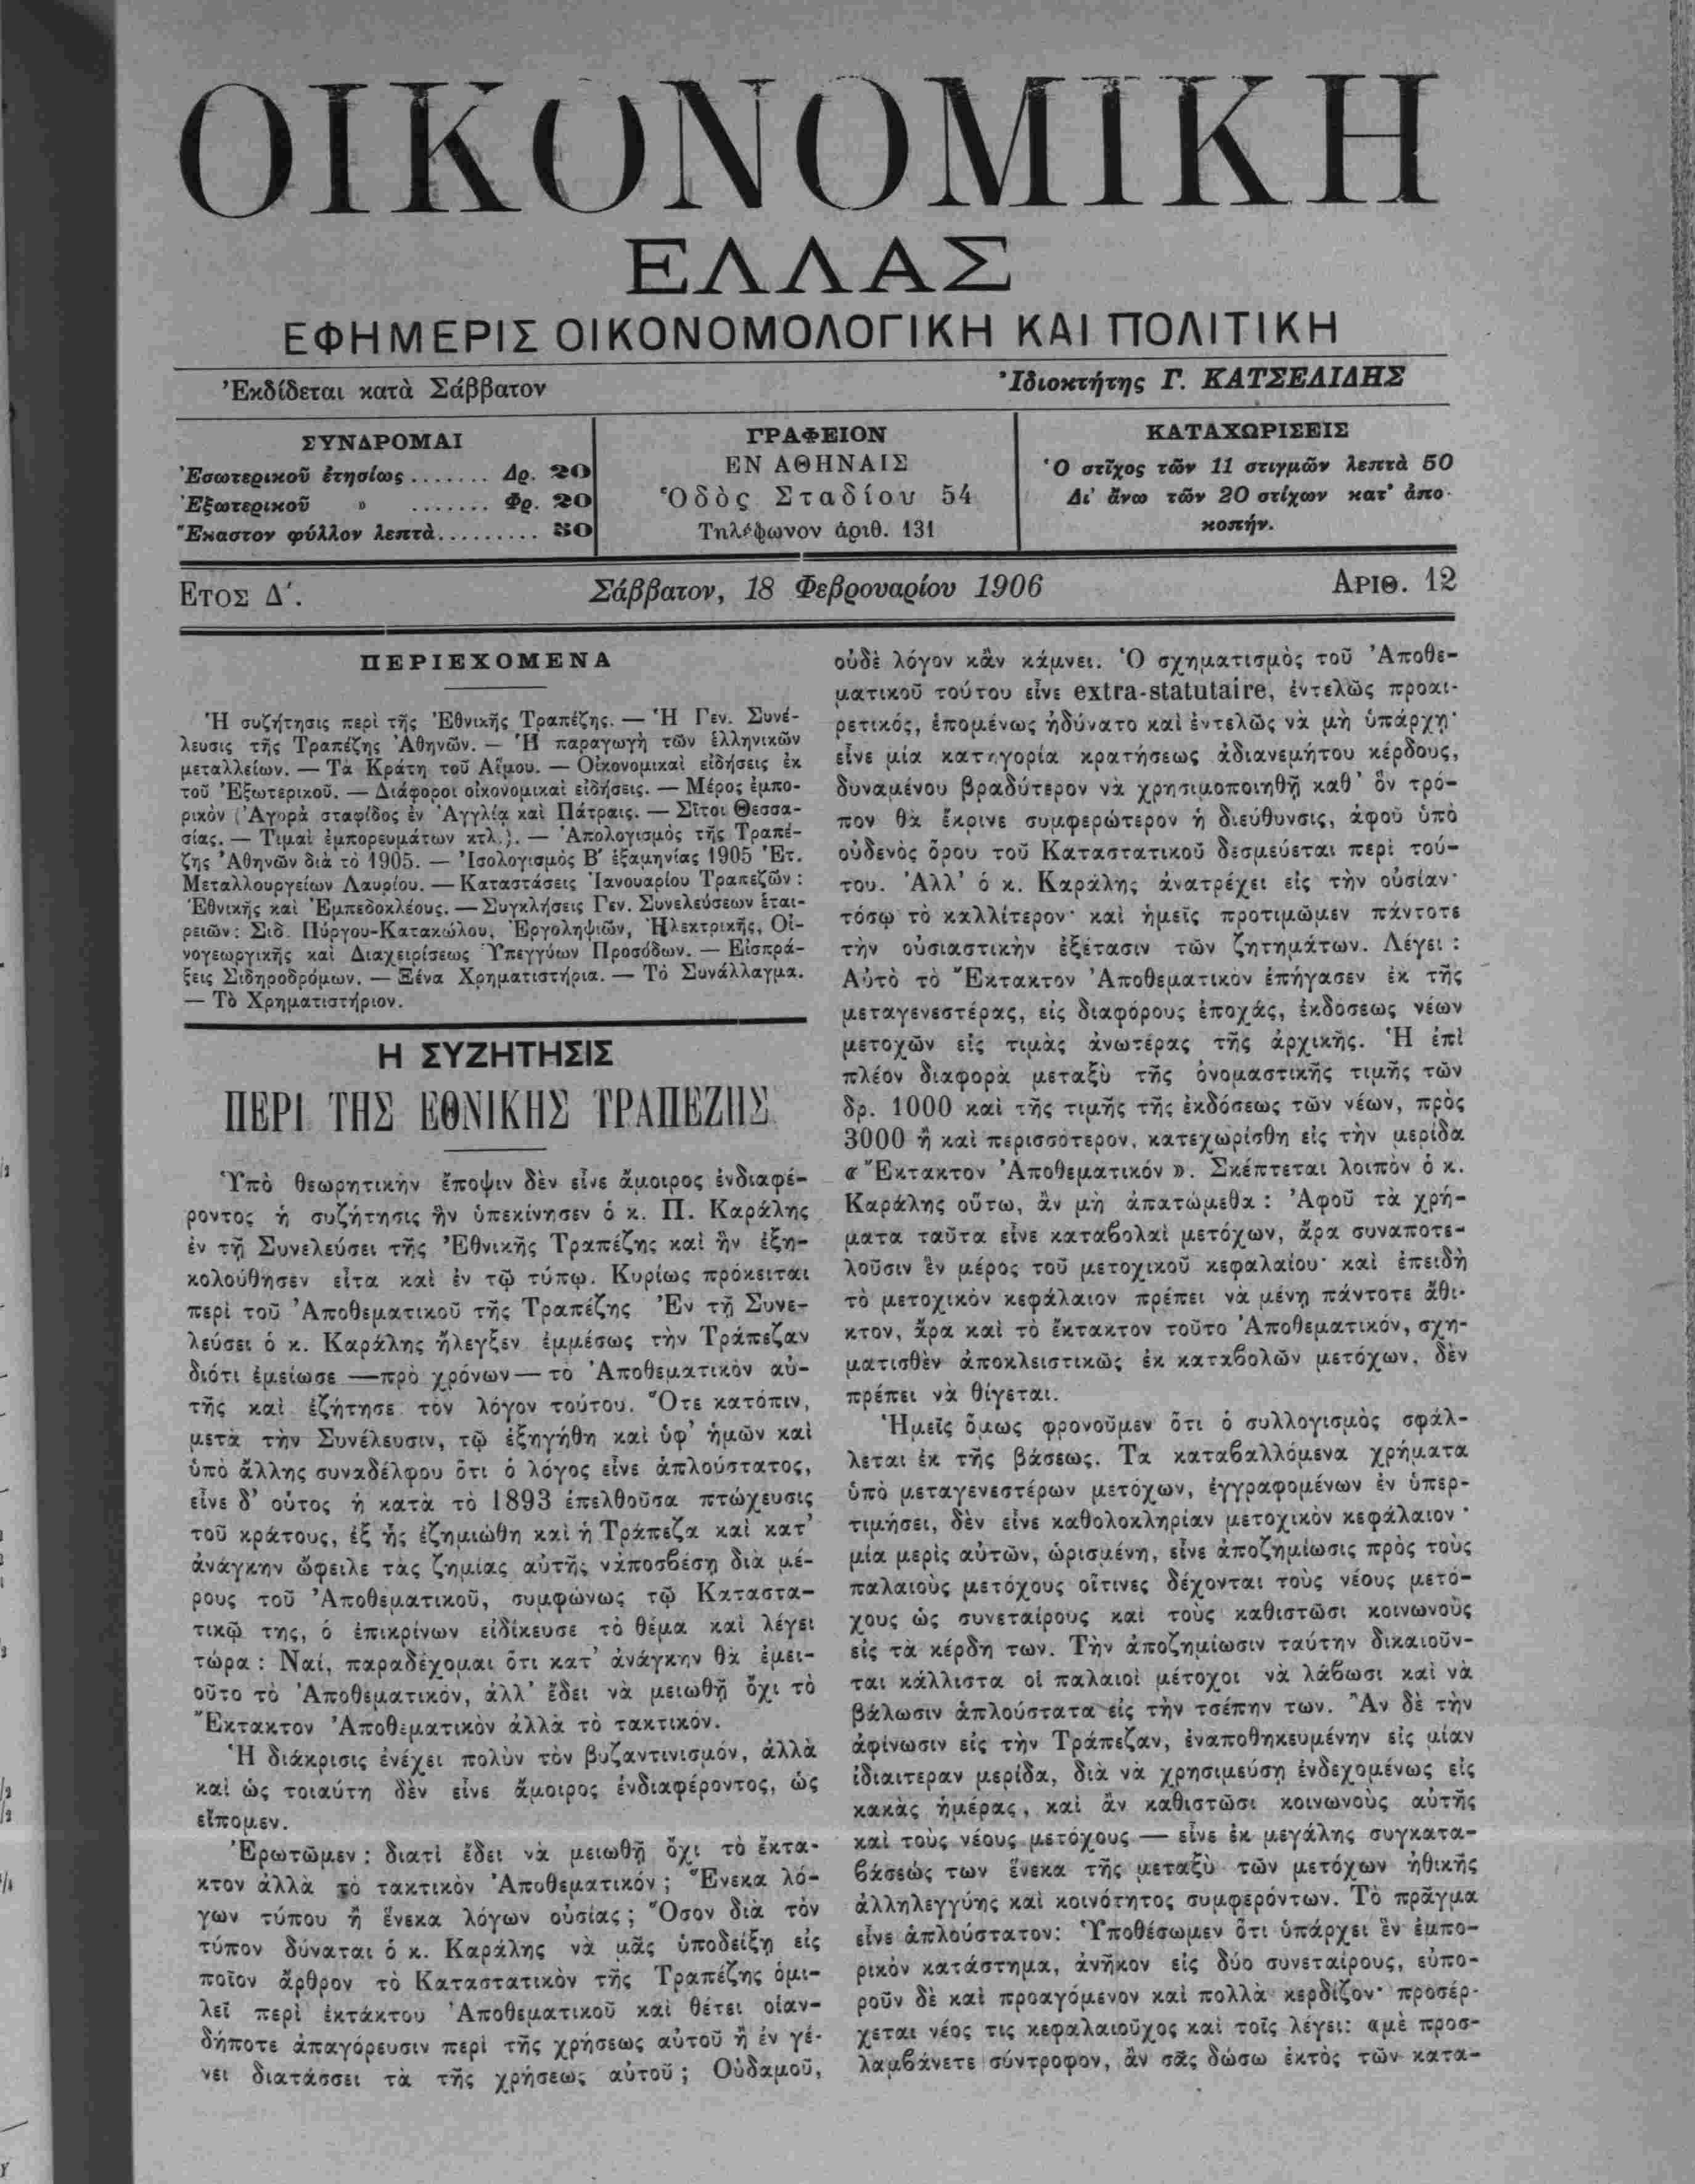 ΟΙΚΟΝΟΜΙΚΗ
ΕΛΛΑΣ
ΕΦΗΜΕΡΙΣ ΟΙΚΟΝΟΜΟΛΟΓΙΚΗ ΚΑΙ ΠΟΛΙΤΙΚΗ
Ἐκδίδεται κατὰ Σάββατον
Ἰδιοκτήτης Γ. ΚΑΤΣΕΛΙΔΗΣ
ΣΥΝΔΡΟΜΑΙ
Ἐσωτερικοῦ ἐτησίως ....... Δρ. 20
Ἐξωτερικοῦ » ....... Φρ. 20
Ἕκαστον φύλλον λεπτὰ......... 50
ΓΡΑΦΕΙΟΝ
ΕΝ ΑΘΗΝΑΙΣ
Ὁδὸς Σταδίου 54
Τηλέφωνον ἀριθ. 131
ΚΑΤΑΧΩΡΙΣΕΙΣ
Ὁ στῖχος τῶν 11 στιγμῶν λεπτὰ 50
Δι' ἄνω τῶν 20 στίχων κατ' ἀπο-
κοπήν.
ΕΤΟΣ Δ'.
Σάββατον, 18 Φεβρουαρίου 1906
ΑΡΙΘ. 12
ΠΕΡΙΕΧΟΜΕΝΑ
Ἡ συζήτησις περὶ τῆς Ἐθνικῆς Τραπέζης. — Ἡ Γεν. Συνέ-
λευσις τῆς Τραπέζης Ἀθηνῶν. — Ἡ παραγωγὴ τῶν ἑλληνικῶν
μεταλλείων. — Τὰ Κράτη τοῦ Αἵμου. — Οἰκονομικαὶ εἰδήσεις ἐκ
τοῦ Ἐξωτερικοῦ. — Διάφοροι οἰκονομικαὶ εἰδήσεις. — Μέρος ἐμπο-
ρικὸν (Ἀγορὰ σταφίδος ἐν Ἀγγλίᾳ καὶ Πάτραις. — Σῖτοι Θεσσα-
σίας. — Τιμαὶ ἐμπορευμάτων κτλ.). — Ἀπολογισμὸς τῆς Τραπέ-
ζης Ἀθηνῶν διὰ τὸ 1905. — Ἰσολογισμὸς Β' ἑξαμηνίας 1905 Ἑτ.
Μεταλλουργείων Λαυρίου. — Καταστάσεις Ἰανουαρίου Τραπεζῶν :
Ἐθνικῆς καὶ Ἐμπεδοκλέους. — Συγκλήσεις Γεν. Συνελεύσεων ἑται-
ρειῶν: Σιδ. Πύργου-Κατακώλου, Ἐργοληψιῶν, Ἠλεκτρικῆς, Οἰ-
νογεωργικῆς καὶ Διαχειρίσεως Ὑπεγγύων Προσόδων. — Εἰσπρά-
ξεις Σιδηροδρόμων. — Ξένα Χρηματιστήρια. — Τὸ Συνάλλαγμα.
— Τὸ Χρηματιστήριον.
Η ΣΥΖΗΤΗΣΙΣ
ΠΕΡΙ ΤΗΣ ΕΘΝΙΚΗΣ ΤΡΑΠΕΖΗΣ
Ὑπὸ θεωρητικὴν ἔποψιν δὲν εἶνε ἄμοιρος ἐνδιαφέ-
ροντος ἡ συζήτησις ἣν ὑπεκίνησεν ὁ κ. Π. Καράλης
ἐν τῇ Συνελεύσει τῆς Ἐθνικῆς Τραπέζης καὶ ἣν ἐξη-
κολούθησεν εἶτα καὶ ἐν τῷ τύπῳ. Κυρίως πρόκειται
περὶ τοῦ Ἀποθεματικοῦ τῆς Τραπέζης Ἐν τῇ Συνε-
λεύσει ὁ κ. Καράλης ἤλεγξεν ἐμμέσως τὴν Τράπεζαν
διότι ἐμείωσε —πρὸ χρόνων— τὸ Ἀποθεματικὸν αὑ-
τῆς καὶ ἐζήτησε τὸν λόγον τούτου. Ὅτε κατόπιν,
μετὰ τὴν Συνέλευσιν, τῷ ἐξηγήθη καὶ ὑφ' ἡμῶν καὶ
ὑπὸ ἄλλης συναδέλφου ὅτι ὁ λόγος εἶνε ἁπλούστατος,
εἶνε δ' οὗτος ἡ κατὰ τὸ 1893 ἐπελθοῦσα πτώχευσις
τοῦ κράτους, ἐξ ἧς ἐζημιώθη καὶ ἡ Τράπεζα καὶ κατ'
ἀνάγκην ὤφειλε τὰς ζημίας αὐτῆς νἀποσβέσῃ διὰ μέ-
ρους τοῦ Ἀποθεματικοῦ, συμφώνως τῷ Καταστα-
τικῷ της, ὁ ἐπικρίνων εἰδίκευσε τὸ θέμα καὶ λέγει
τώρα : Ναί, παραδέχομαι ὅτι κατ' ἀνάγκην θὰ ἐμει-
οῦτο τὸ Ἀποθεματικόν, ἀλλ' ἔδει νὰ μειωθῇ ὄχι τὸ
Ἔκτακτον Ἀποθεματικὸν ἀλλὰ τὸ τακτικόν.
Ἡ διάκρισις ἐνέχει πολὺν τὸν βυζαντινισμόν, ἀλλὰ
καὶ ὡς τοιαύτη δὲν εἶνε ἄμοιρος ἐνδιαφέροντος, ὡς
εἴπομεν.
Ἐρωτῶμεν : διατὶ ἔδει νὰ μειωθῇ ὄχι τὸ ἔκτα-
κτον ἀλλὰ τὸ τακτικὸν Ἀποθεματικόν ; Ἕνεκα λό-
γων τύπου ἢ ἕνεκα λόγων οὐσίας ; Ὅσον διὰ τὸν
τύπον δύναται ὁ κ. Καράλης νὰ μᾶς ὑποδείξῃ εἰς
ποῖον ἄρθρον τὸ Καταστατικὸν τῆς Τραπέζης ὁμι-
λεῖ περὶ ἐκτάκτου Ἀποθεματικοῦ καὶ θέτει οἱαν-
δήποτε ἀπαγόρευσιν περὶ τῆς χρήσεως αὐτοῦ ἢ ἐν γέ-
νει διατάσσει τὰ τῆς χρήσεως αὐτοῦ ; Οὐδαμοῦ,
οὐδὲ λόγον κἂν κάμνει. Ὁ σχηματισμὸς τοῦ Ἀποθε-
ματικοῦ τούτου εἶνε extra-statutaire, ἐντελῶς προαι-
ρετικός, ἑπομένως ἠδύνατο καὶ ἐντελῶς νὰ μὴ ὑπάρχῃ·
εἶνε μία κατηγορία κρατήσεως ἀδιανεμήτου κέρδους,
δυναμένου βραδύτερον νὰ χρησιμοποιηθῇ καθ' ὃν τρό-
πον θὰ ἔκρινε συμφερώτερον ἡ διεύθυνσις, ἀφοῦ ὑπὸ
οὐδενὸς ὅρου τοῦ Καταστατικοῦ δεσμεύεται περὶ τού-
του. Ἀλλ' ὁ κ. Καράλης ἀνατρέχει εἰς τὴν οὐσίαν·
τόσῳ τὸ καλλίτερον· καὶ ἡμεῖς προτιμῶμεν πάντοτε
τὴν οὐσιαστικὴν ἐξέτασιν τῶν ζητημάτων. Λέγει :
Αὐτὸ τὸ Ἔκτακτον Ἀποθεματικὸν ἐπήγασεν ἐκ τῆς
μεταγενεστέρας, εἰς διαφόρους ἐποχάς, ἐκδόσεως νέων
μετοχῶν εἰς τιμὰς ἀνωτέρας τῆς ἀρχικῆς. Ἡ ἐπὶ
πλέον διαφορὰ μεταξὺ τῆς ὀνομαστικῆς τιμῆς τῶν
δρ. 1000 καὶ τῆς τιμῆς τῆς ἐκδόσεως τῶν νέων, πρὸς
3000 ἢ καὶ περισσότερον, κατεχωρίσθη εἰς τὴν μερίδα
« Ἔκτακτον Ἀποθεματικόν ». Σκέπτεται λοιπὸν ὁ κ.
Καράλης οὕτω, ἂν μὴ ἀπατώμεθα : Ἀφοῦ τὰ χρή-
ματα ταῦτα εἶνε καταβολαὶ μετόχων, ἄρα συναποτε-
λοῦσιν ἓν μέρος τοῦ μετοχικοῦ κεφαλαίου· καὶ ἐπειδὴ
τὸ μετοχικὸν κεφάλαιον πρέπει νὰ μένῃ πάντοτε ἄθι-
κτον, ἄρα καὶ τὸ ἔκτακτον τοῦτο Ἀποθεματικόν, σχη-
ματισθὲν ἀποκλειστικῶς ἐκ καταβολῶν μετόχων, δὲν
πρέπει νὰ θίγεται.
Ἡμεῖς ὅμως φρονοῦμεν ὅτι ὁ συλλογισμὸς σφάλ-
λεται ἐκ τῆς βάσεως. Τὰ καταβαλλόμενα χρήματα
ὑπὸ μεταγενεστέρων μετόχων, ἐγγραφομένων ἐν ὑπερ-
τιμήσει, δὲν εἶνε καθολοκληρίαν μετοχικὸν κεφάλαιον ·
μία μερὶς αὐτῶν, ὡρισμένη, εἶνε ἀποζημίωσις πρὸς τοὺς
παλαιοὺς μετόχους οἵτινες δέχονται τοὺς νέους μετό-
χους ὡς συνεταίρους καὶ τοὺς καθιστῶσι κοινωνοὺς
εἰς τὰ κέρδη των. Τὴν ἀποζημίωσιν ταύτην δικαιοῦν-
ται κάλλιστα οἱ παλαιοὶ μέτοχοι νὰ λάβωσι καὶ νὰ
βάλωσιν ἁπλούστατα εἰς τὴν τσέπην των. Ἂν δὲ τὴν
ἀφίνωσιν εἰς τὴν Τράπεζαν, ἐναποθηκευμένην εἰς μίαν
ἰδιαιτέραν μερίδα, διὰ νὰ χρησιμεύσῃ ἐνδεχομένως εἰς
κακὰς ἡμέρας, καὶ ἂν καθιστῶσι κοινωνοὺς αὐτῆς
καὶ τοὺς νέους μετόχους — εἶνε ἐκ μεγάλης συγκατα-
βάσεώς των ἕνεκα τῆς μεταξὺ τῶν μετόχων ἠθικῆς
ἀλληλεγγύης καὶ κοινότητος συμφερόντων. Τὸ πρᾶγμα
εἶνε ἁπλούστατον: Ὑποθέσωμεν ὅτι ὑπάρχει ἓν ἐμπο-
ρικὸν κατάστημα, ἀνῆκον εἰς δύο συνεταίρους, εὐπο-
ροῦν δὲ καὶ προαγόμενον καὶ πολλὰ κερδίζον· προσέρ-
χεται νέος τις κεφαλαιοῦχος καὶ τοῖς λέγει: «μὲ προσ-
λαμβάνετε σύντροφον, ἂν σᾶς δώσω ἐκτὸς τῶν κατα-